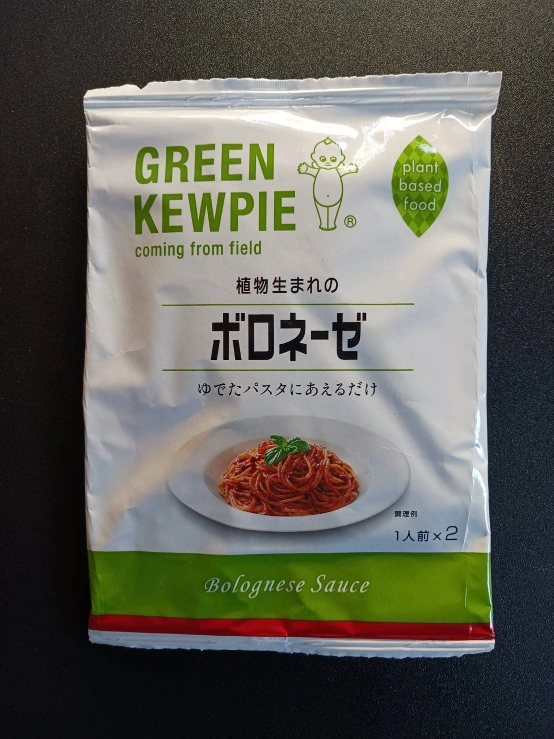 GREEN
KEWPIE
®
coming from field
plant
based
food
植物生まれの
ボロネーゼ
ゆでたパスタにあえるだけ
調理例
1人前×2
Bolognese Sauce